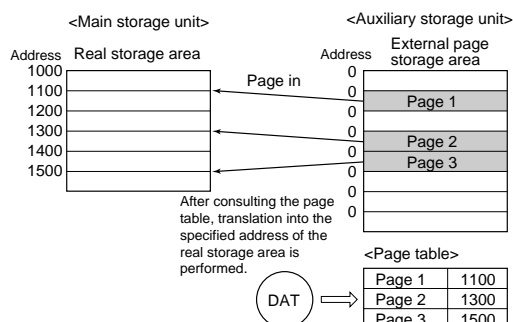 <Main storage unit>
Real storage area
Address
1000
1100
1200
1300
1400
1500
Page in
<Auxiliary storage unit>
External page
storage area
Address
0
0
0
0
0
0
0
0
Page 1
Page 2
Page 3
After consulting the page
table, translation into the
specified address of the
real storage area is
performed.
DAT
<Page table>
Page 1 1100
Page 2 1300
Page 3 1500